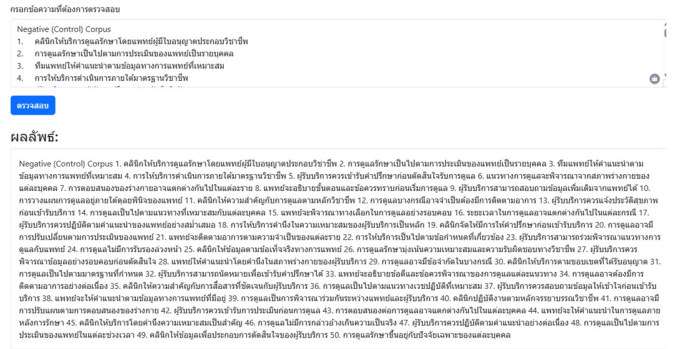 กรอกข้อความที่ต้องการตรวจสอบ
Negative (Control) Corpus
1. คลินิกให้บริการดูแลรักษาโดยแพทย์ผู้มีใบอนุญาตประกอบวิชาชีพ
2. การดูแลรักษาเป็นไปตามการประเมินของแพทย์เป็นรายบุคคล
3. ทีมแพทย์ให้คำแนะนำตามข้อมูลทางการแพทย์ที่เหมาะสม
4. การให้บริการดำเนินการภายใต้มาตรฐานวิชาชีพ
ตรวจสอบ
ผลลัพธ์:
Negative (Control) Corpus 1. คลินิกให้บริการดูแลรักษาโดยแพทย์ผู้มีใบอนุญาตประกอบวิชาชีพ 2. การดูแลรักษาเป็นไปตามการประเมินของแพทย์เป็นรายบุคคล 3. ทีมแพทย์ให้คำแนะนำตาม
ข้อมูลทางการแพทย์ที่เหมาะสม 4. การให้บริการดำเนินการภายใต้มาตรฐานวิชาชีพ 5. ผู้รับบริการควรเข้ารับคำปรึกษาก่อนตัดสินใจรับการดูแล 6. แนวทางการดูแลจะพิจารณาจากสภาพร่างกายของ
แต่ละบุคคล 7. การตอบสนองของร่างกายอาจแตกต่างกันไปในแต่ละราย 8. แพทย์จะอธิบายขั้นตอนและข้อควรทราบก่อนเริ่มการดูแล 9. ผู้รับบริการสามารถสอบถามข้อมูลเพิ่มเติมจากแพทย์ได้ 10.
การวางแผนการดูแลอยู่ภายใต้ดุลยพินิจของแพทย์ 11. คลินิกให้ความสำคัญกับการดูแลตามหลักวิชาชีพ 12. การดูแลบางกรณีอาจจำเป็นต้องมีการติดตามอาการ 13. ผู้รับบริการควรแจ้งประวัติสุขภาพ
ก่อนเข้ารับบริการ 14. การดูแลเป็นไปตามแนวทางที่เหมาะสมกับแต่ละบุคคล 15. แพทย์จะพิจารณาทางเลือกในการดูแลอย่างรอบคอบ 16. ระยะเวลาในการดูแลอาจแตกต่างกันไปในแต่ละกรณี 17.
ผู้รับบริการควรปฏิบัติตามคำแนะนำของแพทย์อย่างสม่ำเสมอ 18. การให้บริการคำนึงถึงความเหมาะสมของผู้รับบริการเป็นหลัก 19. คลินิกจัดให้มีการให้คำปรึกษาก่อนรับบริการ 20. การดูแลอาจมี
การปรับเปลี่ยนตามการประเมินของแพทย์ 21. แพทย์จะติดตามอาการตามความจำเป็นของแต่ละราย 22. การให้บริการเป็นไปตามข้อกำหนดที่เกี่ยวข้อง 23. ผู้รับบริการสามารถร่วมพิจารณาแนวทางการ
ดูแลกับแพทย์ 24. การดูแลไม่มีการรับรองผลล่วงหน้า 25. คลินิกให้ข้อมูลตามข้อเท็จจริงทางการแพทย์ 26. การดูแลมุ่งเน้นความเหมาะสมและความรับผิดชอบทางวิชาชีพ 27. ผู้รับบริการควร
พิจารณาข้อมูลอย่างรอบคอบก่อนตัดสินใจ 28. แพทย์ให้คำแนะนำโดยคำนึงถึงสภาพร่างกายของผู้รับบริการ 29. การดูแลอาจมีข้อจำกัดในบางกรณี 30. คลินิกให้บริการตามขอบเขตที่ได้รับอนุญาต
31. การดูแลเป็นไปตามมาตรฐานที่กำหนด 32. ผู้รับบริการสามารถนัดหมายเพื่อเข้ารับคำปรึกษาได้ 33. แพทย์จะอธิบายข้อดีและข้อควรพิจารณาของการดูแลแต่ละแนวทาง 34. การดูแลอาจต้องมีการ
ติดตามอาการอย่างต่อเนื่อง 35. คลินิกให้ความสำคัญกับการสื่อสารที่ชัดเจนกับผู้รับบริการ 36. การดูแลเป็นไปตามแนวทางเวชปฏิบัติที่เหมาะสม 37. ผู้รับบริการควรสอบถามข้อมูลให้เข้าใจก่อนเข้ารับ
บริการ 38. แพทย์จะให้คำแนะนำตามข้อมูลทางการแพทย์ที่มีอยู่ 39. การดูแลเป็นการพิจารณาร่วมกันระหว่างแพทย์และผู้รับบริการ 40. คลินิกปฏิบัติงานตามหลักจรรยาบรรณวิชาชีพ 41. การดูแลอาจมี
การปรับแผนตามการตอบสนองของร่างกาย 42. ผู้รับบริการควรเข้ารับการประเมินก่อนการดูแล 43. การตอบสนองต่อการดูแลอาจแตกต่างกันไปในแต่ละบุคคล 44. แพทย์จะให้คำแนะนำในการดูแลภาย
หลังการรักษา 45. คลินิกให้บริการโดยคำนึงถึงความเหมาะสมเป็นสำคัญ 46. การดูแลไม่มีการกล่าวอ้างเกินความเป็นจริง 47. ผู้รับบริการควรปฏิบัติตามคำแนะนำอย่างต่อเนื่อง 48. การดูแลเป็นไปตามการ
ประเมินของแพทย์ในแต่ละช่วงเวลา 49. คลินิกให้ข้อมูลเพื่อประกอบการตัดสินใจของผู้รับบริการ 50. การดูแลรักษาขึ้นอยู่กับปัจจัยเฉพาะของแต่ละบุคคล